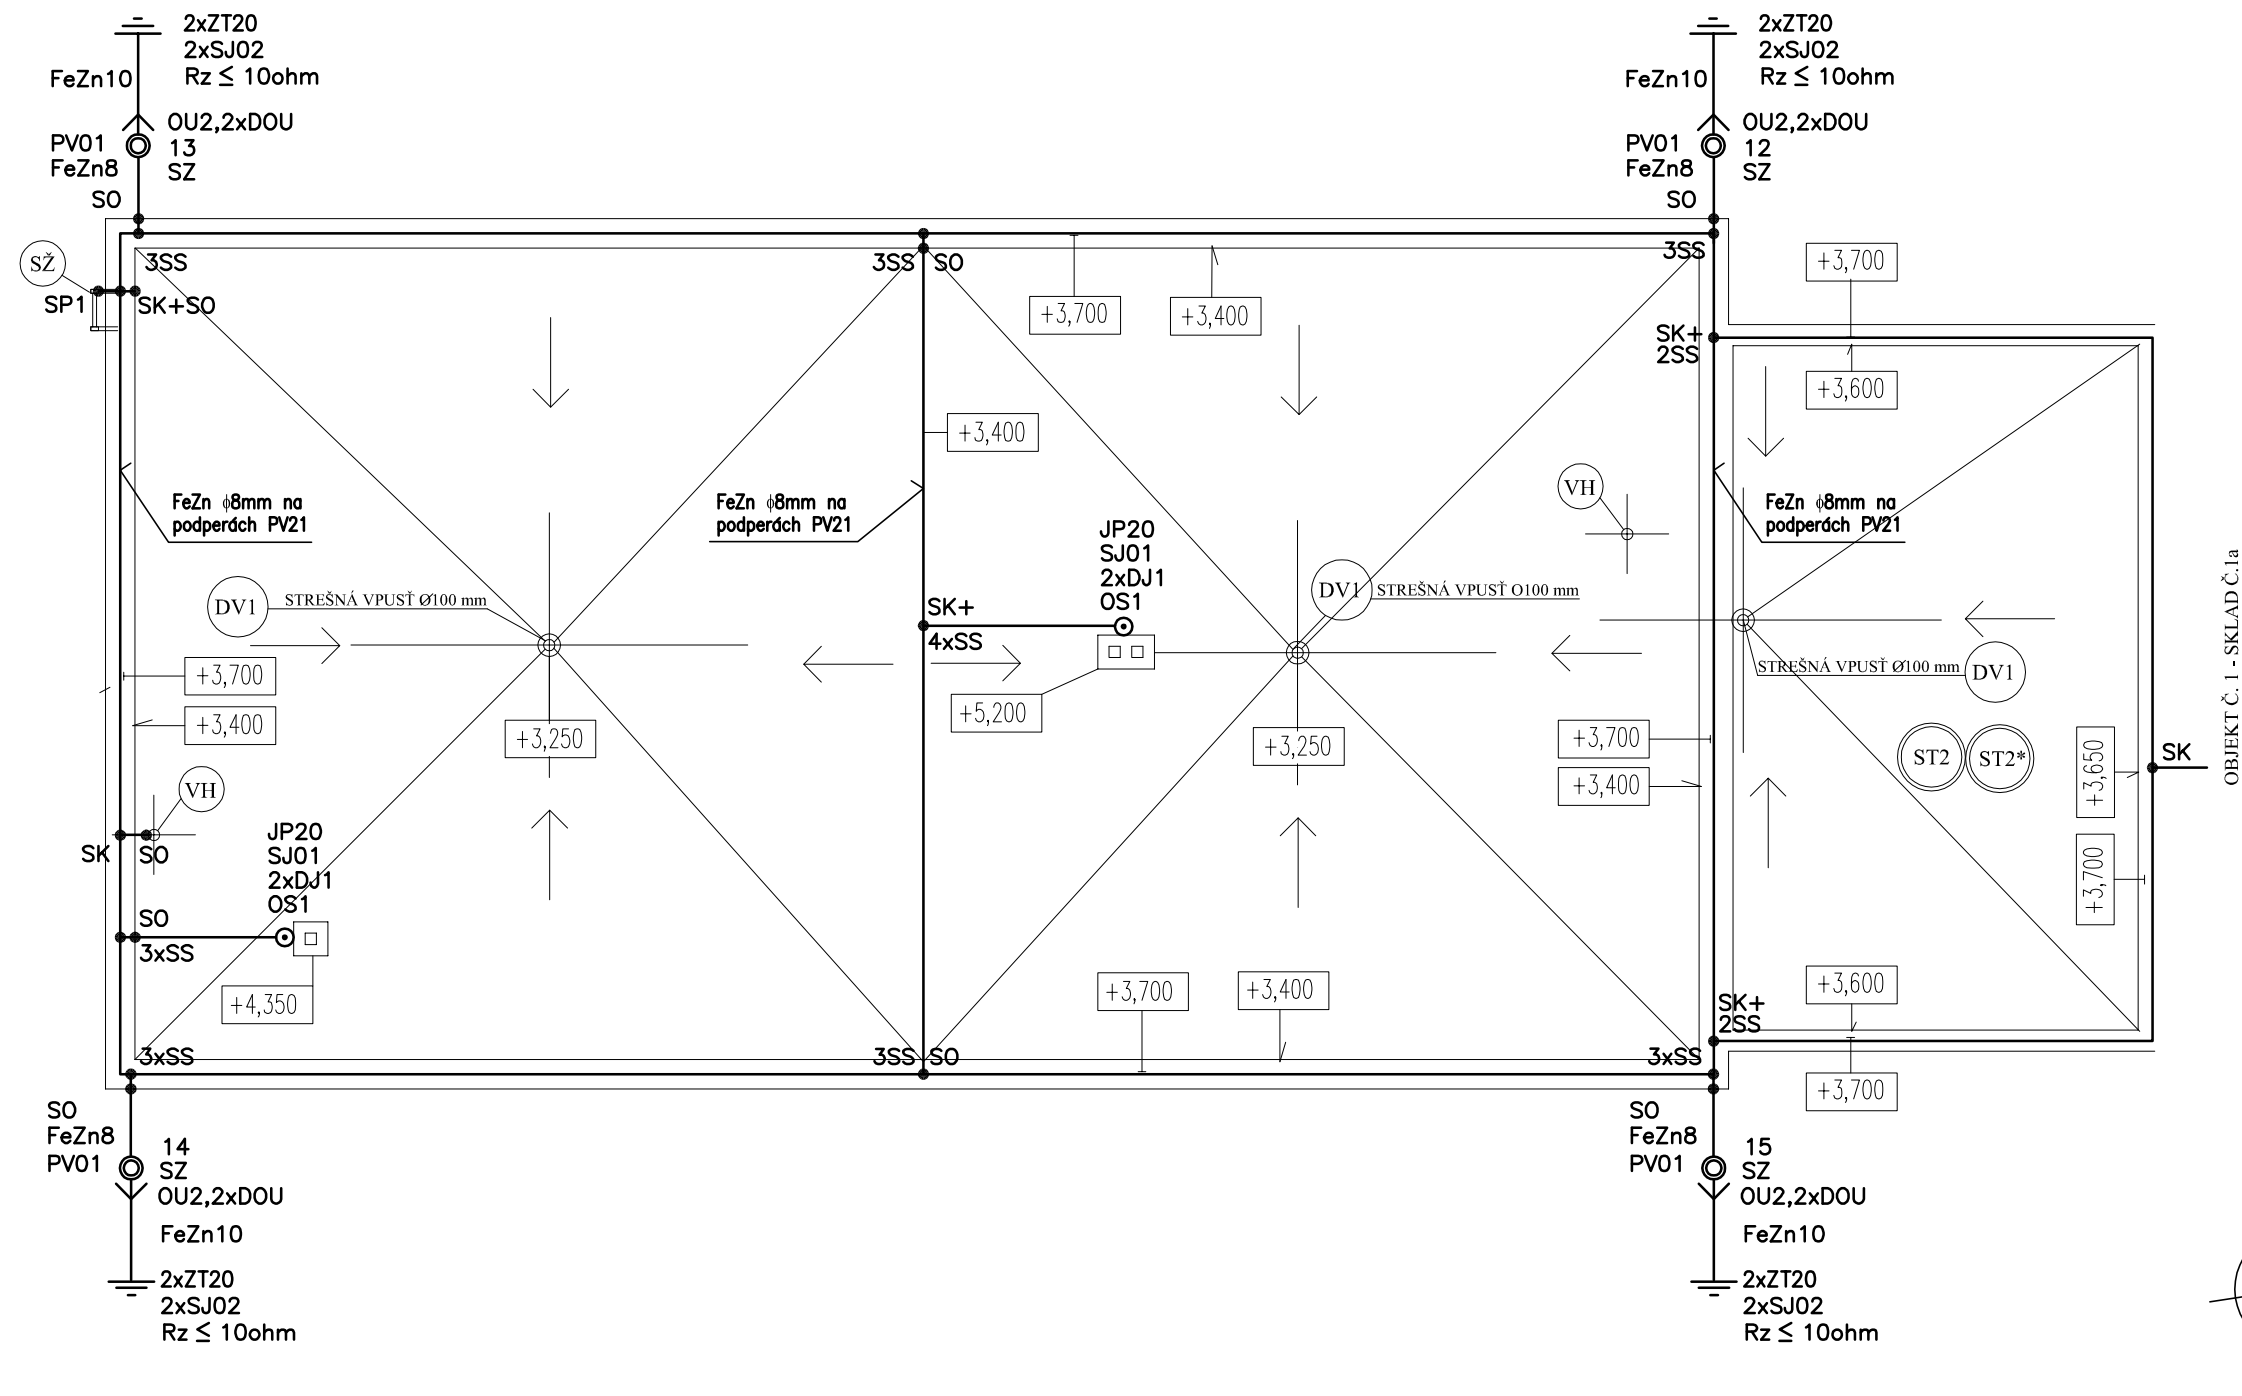 2xZT20
2xSJ02
Rz ≤ 10ohm
FeZn10
OU2,2xDOU
PV01
13
FeZn8
SZ
SO
2xZT20
2xSJ02
Rz ≤ 10ohm
FeZn10
OU2,2xDOU
PV01
12
FeZn8
SZ
SO
SŽ
SP1
3SS
SK+SO
3SS
SO
3SS
+3,700
+3,400
+3,700
SK+
2SS
+3,600
+3,400
FeZn ϕ8mm na
podperách PV21
FeZn ϕ8mm na
podperách PV21
VH
FeZn ϕ8mm na
podperách PV21
JP20
SJ01
2xDJ1
OS1
DV1
STREŠNÁ VPUSŤ Ø100 mm
SK+
4xSS
DV1
STREŠNÁ VPUSŤ O100 mm
STREŠNÁ VPUSŤ Ø100 mm
DV1
+3,700
+3,400
+3,250
+5,200
+3,250
+3,700
+3,400
ST2
ST2*
+3,650
+3,700
SK
OBJEKT Č. 1 - SKLAD Č.1a
VH
SK
SO
JP20
SJ01
2xDJ1
OS1
SO
3xSS
+4,350
+3,700
+3,400
+3,600
SK+
2SS
3xSS
3SS
SO
3xSS
+3,700
SO
FeZn8
PV01
14
SZ
OU2,2xDOU
FeZn10
2xZT20
2xSJ02
Rz ≤ 10ohm
SO
FeZn8
PV01
15
SZ
OU2,2xDOU
FeZn10
2xZT20
2xSJ02
Rz ≤ 10ohm